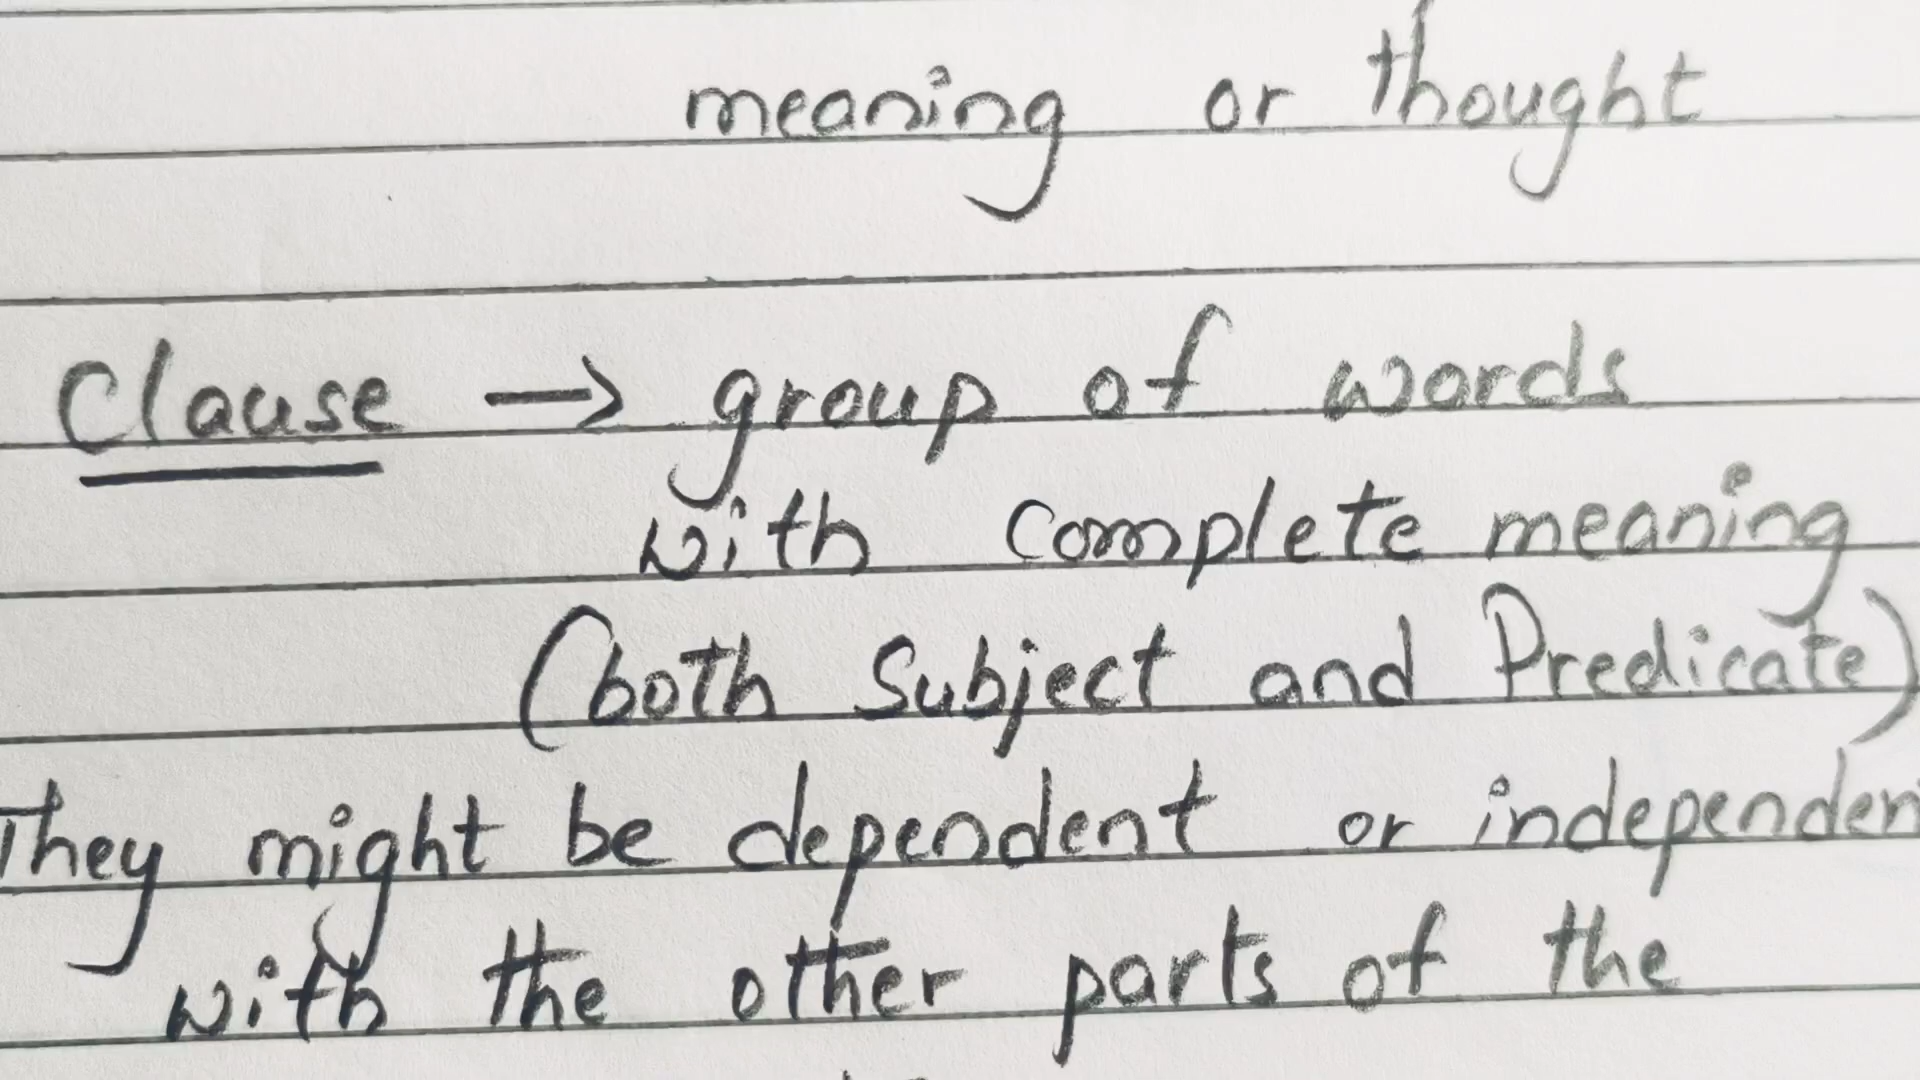 meaning or thought
Clause → group of words
with complete meaning
(both Subject and Predicate)
They might be dependent or independen
with the other parts of the